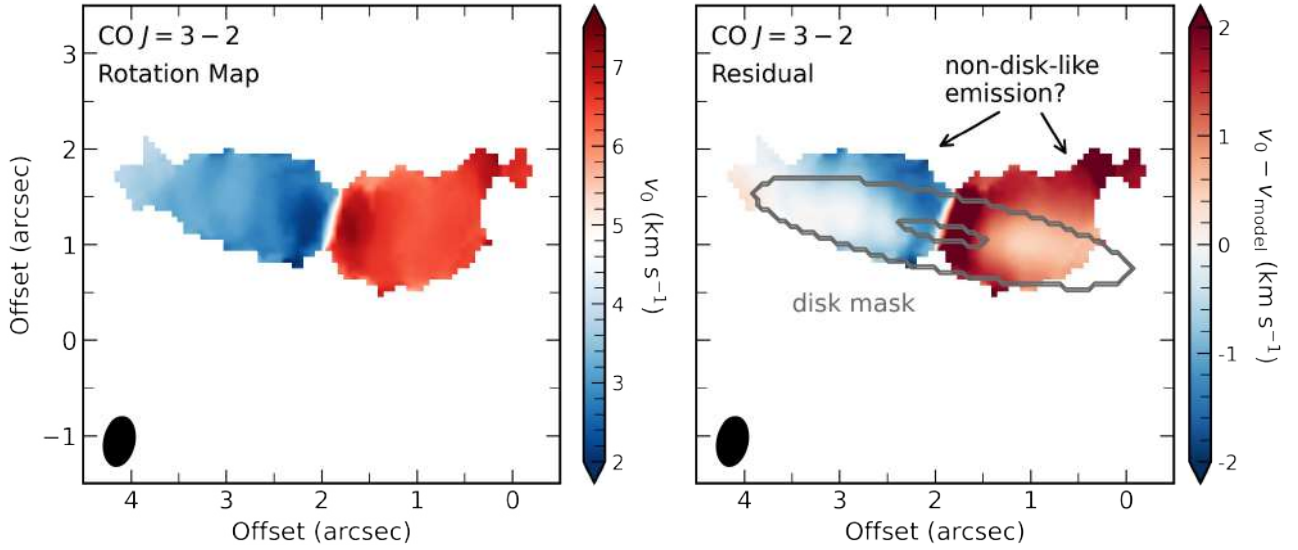 CO J = 3 − 2
Rotation Map
3
2
1
0
−1
Offset (arcsec)
4
3
2
1
0
Offset (arcsec)
7
6
5
4
3
2
v0 (km s−1)
CO J = 3 − 2
Residual
non-disk-like
emission?
disk mask
4
3
2
1
0
Offset (arcsec)
2
1
0
-1
-2
v0 − vmodel (km s−1)